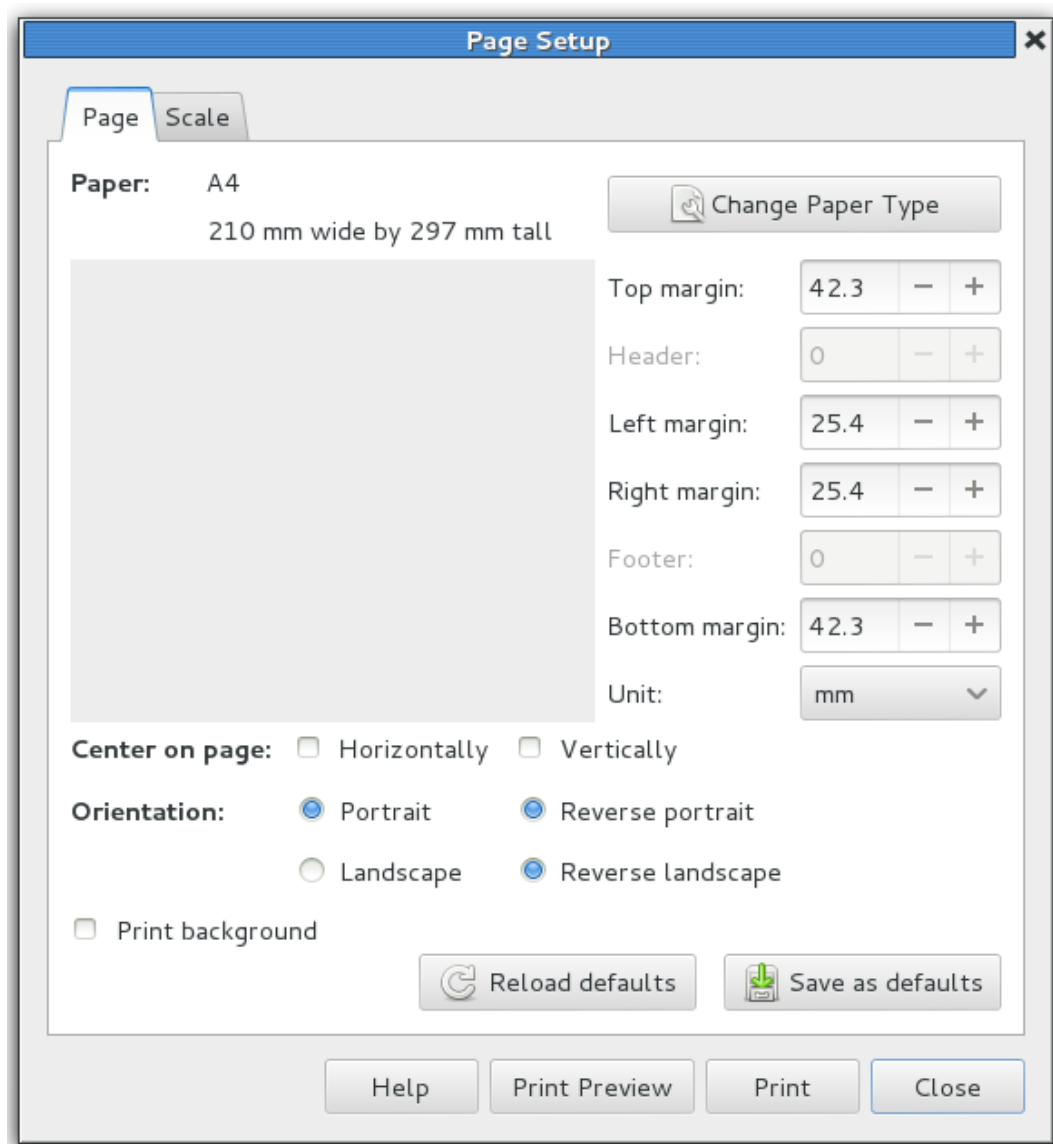 Page Setup
Page Scale
Paper: A4
210 mm wide by 297 mm tall
Change Paper Type
Top margin: 42.3
Header: 0
Left margin: 25.4
Right margin: 25.4
Footer: 0
Bottom margin: 42.3
Unit: mm
Center on page: Horizontally Vertically
Orientation: Portrait Reverse portrait
Landscape Reverse landscape
Print background
Reload defaults Save as defaults
Help Print Preview Print Close